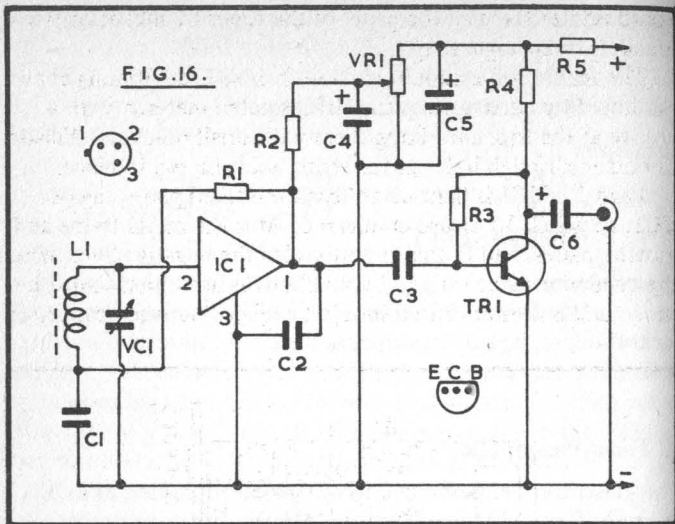 FIG.16.
VR1
R5
+
+
+
R4
C5
C4
1
2
3
R2
R1
R3
+
C6
L1
IC1
2
3
C3
TR1
VC1
C2
E C B
C1
-